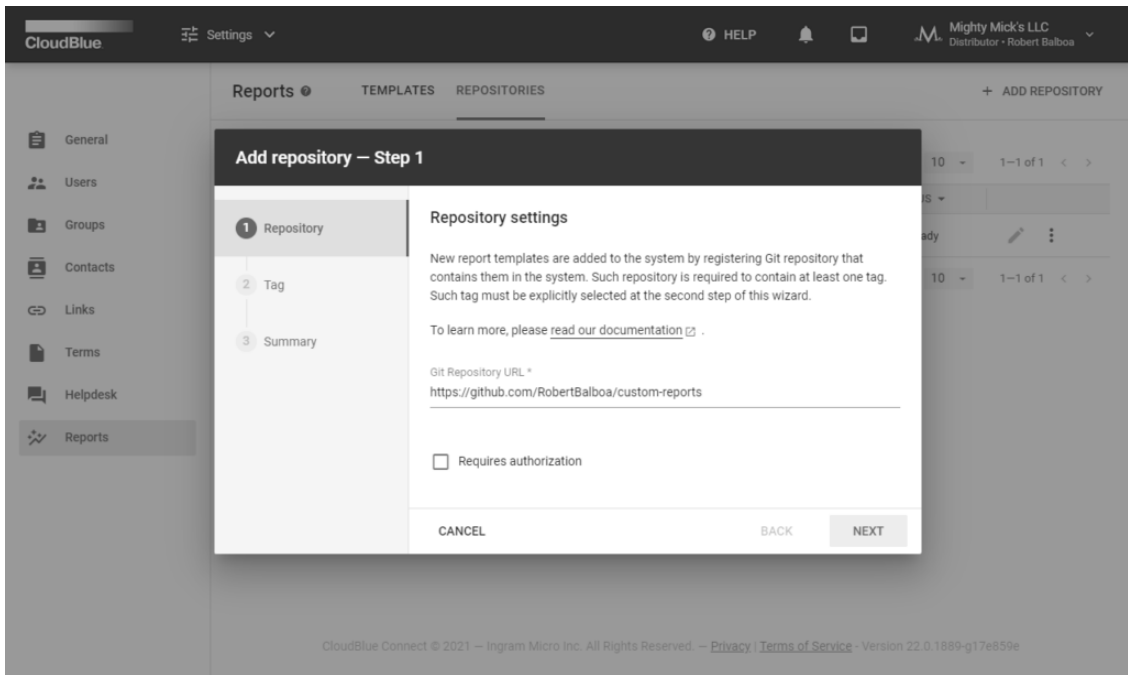 CloudBlue
Settings
HELP
Mighty Mick's LLC
Distributor • Robert Balboa
Reports
TEMPLATES
REPOSITORIES
+ ADD REPOSITORY
General
Users
Groups
Contacts
Links
Terms
Helpdesk
Reports
10
1–1 of 1
US
ady
10
1–1 of 1
Add repository — Step 1
1 Repository
2 Tag
3 Summary
Repository settings
New report templates are added to the system by registering Git repository that
contains them in the system. Such repository is required to contain at least one tag.
Such tag must be explicitly selected at the second step of this wizard.
To learn more, please read our documentation .
Git Repository URL *
https://github.com/RobertBalboa/custom-reports
Requires authorization
CANCEL
BACK
NEXT
CloudBlue Connect © 2021 — Ingram Micro Inc. All Rights Reserved. — Privacy | Terms of Service - Version 22.0.1889-g17e859e